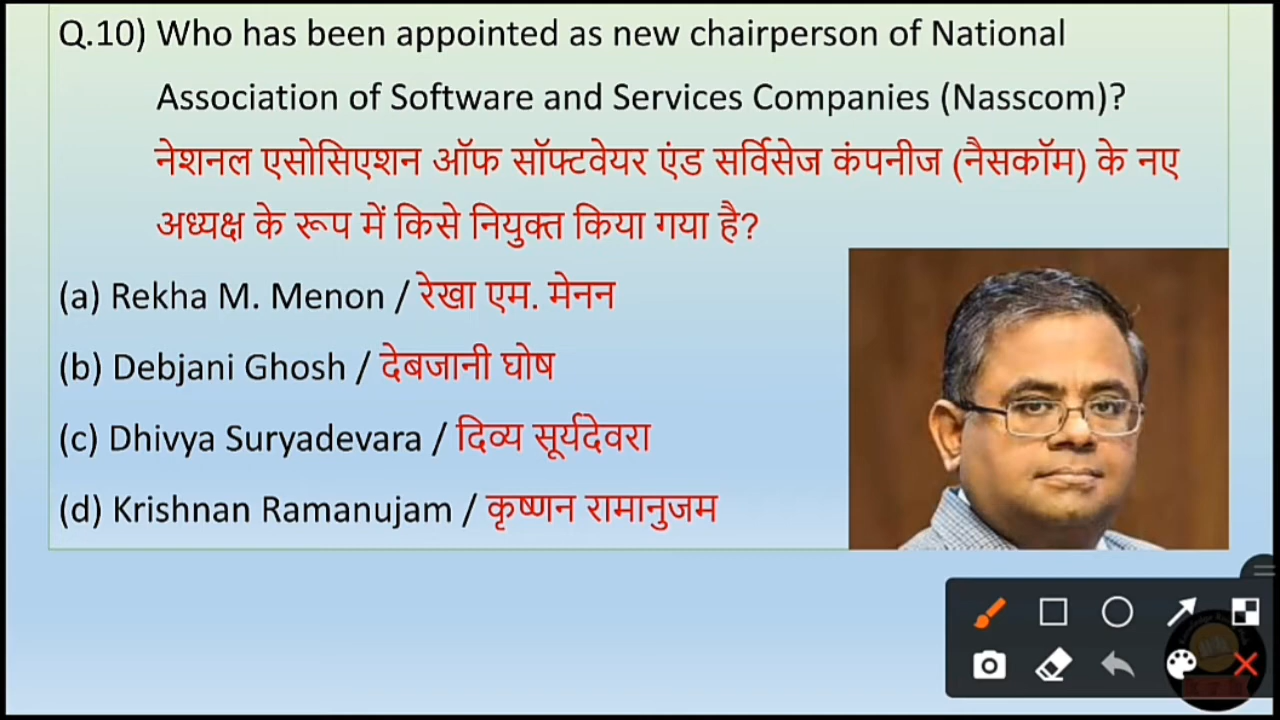 Q.10) Who has been appointed as new chairperson of National
Association of Software and Services Companies (Nasscom)?
नेशनल एसोसिएशन ऑफ सॉफ्टवेयर एंड सर्विसेज कंपनीज (नैसकॉम) के नए
अध्यक्ष के रूप में किसे नियुक्त किया गया है?
(a) Rekha M. Menon / रेखा एम. मेनन
(b) Debjani Ghosh / देबजानी घोष
(c) Dhivya Suryadevara / दिव्य सूर्यदेवरा
(d) Krishnan Ramanujam / कृष्णन रामानुजम